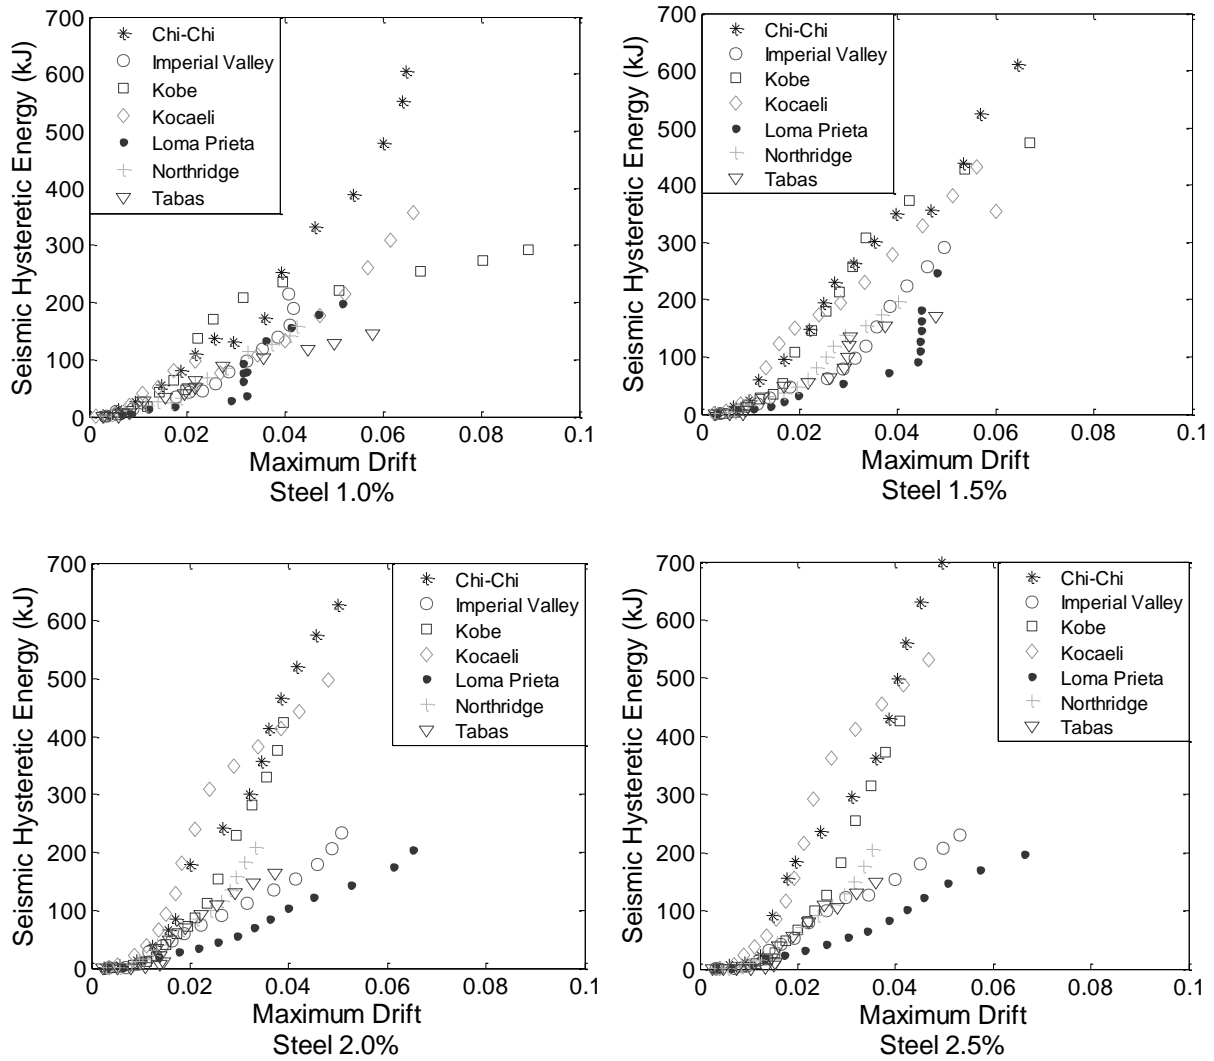 Seismic Hysteretic Energy (kJ)
700
600
500
400
300
200
100
0
Chi-Chi
Imperial Valley
Kobe
Kocaeli
Loma Prieta
Northridge
Tabas
0 0.02 0.04 0.06 0.08 0.1
Maximum Drift
Steel 1.0%
Seismic Hysteretic Energy (kJ)
700
600
500
400
300
200
100
0
Chi-Chi
Imperial Valley
Kobe
Kocaeli
Loma Prieta
Northridge
Tabas
0 0.02 0.04 0.06 0.08 0.1
Maximum Drift
Steel 1.5%
Seismic Hysteretic Energy (kJ)
700
600
500
400
300
200
100
0
Chi-Chi
Imperial Valley
Kobe
Kocaeli
Loma Prieta
Northridge
Tabas
0 0.02 0.04 0.06 0.08 0.1
Maximum Drift
Steel 2.0%
Seismic Hysteretic Energy (kJ)
700
600
500
400
300
200
100
0
Chi-Chi
Imperial Valley
Kobe
Kocaeli
Loma Prieta
Northridge
Tabas
0 0.02 0.04 0.06 0.08 0.1
Maximum Drift
Steel 2.5%